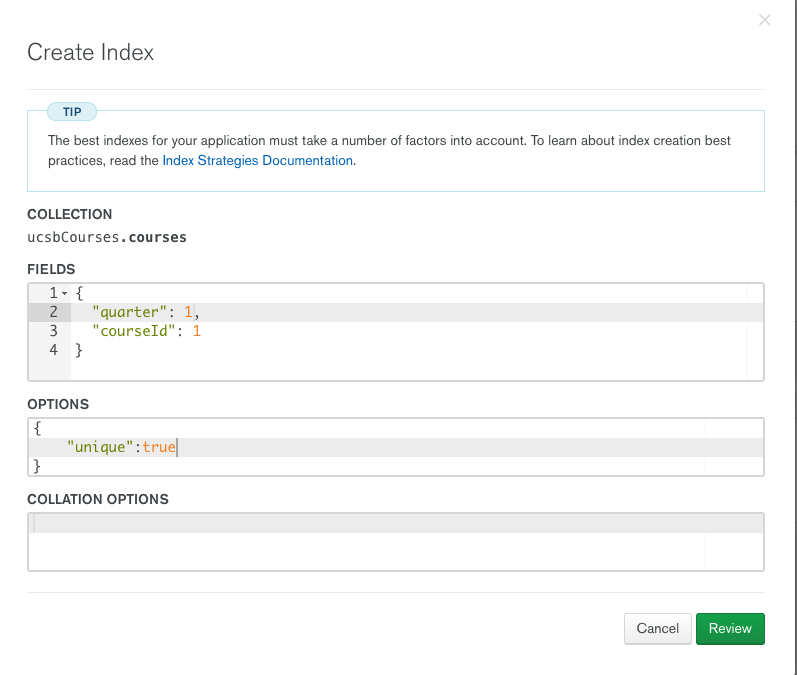 Create Index
TIP
The best indexes for your application must take a number of factors into account. To learn about index creation best
practices, read the Index Strategies Documentation.
COLLECTION
ucsbCourses.courses
FIELDS
1 {
2 "quarter": 1,
3 "courseId": 1
4 }
OPTIONS
{
"unique":true
}
COLLATION OPTIONS
Cancel Review